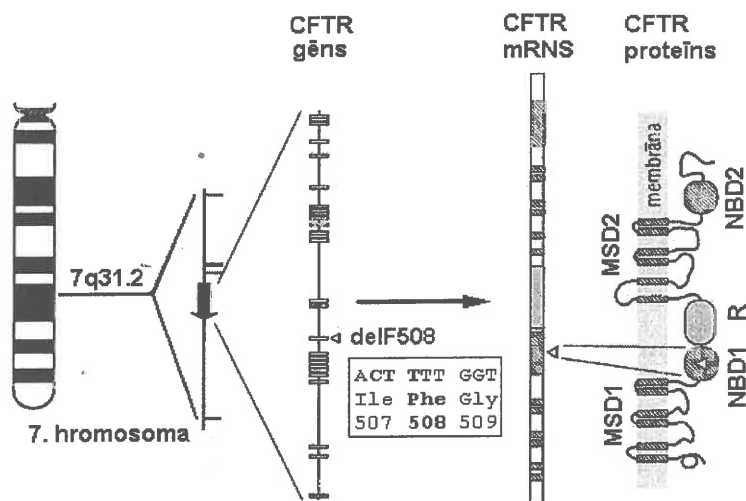 CFTR
gēns
CFTR
mRNS
CFTR
proteīns
membrāna
NBD2
MSD2
7q31.2
R
delF508
ACT TTT GGT
Ile Phe Gly
507 508 509
NBD1
MSD1
7. hromosoma